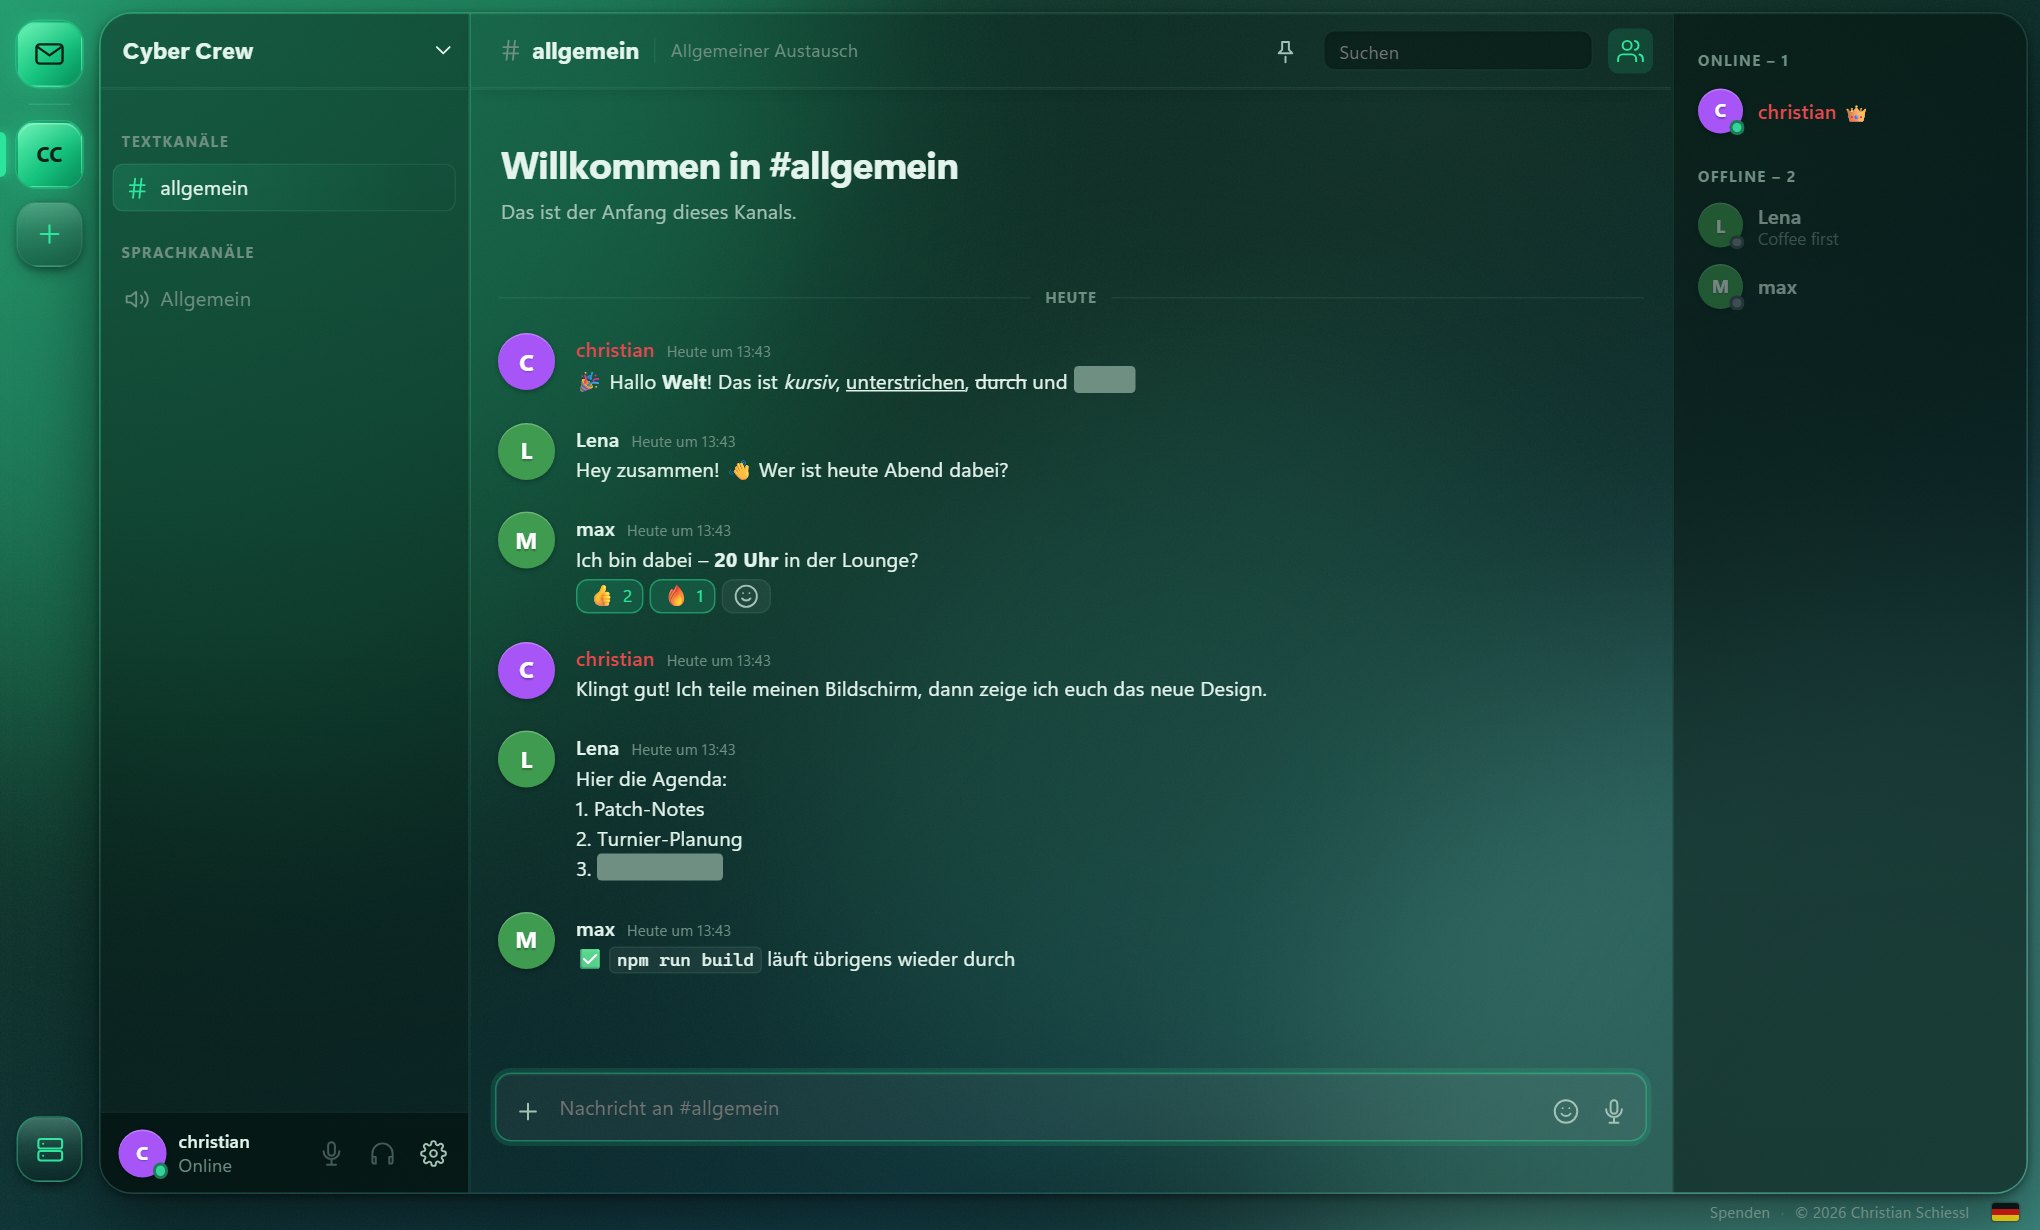 Cyber Crew
CC
TEXTKANÄLE
# allgemein
SPRACHKANÄLE
Allgemein
C
christian
Online
# allgemein
Allgemeiner Austausch
Suchen
Willkommen in #allgemein
Das ist der Anfang dieses Kanals.
HEUTE
C
christian Heute um 13:43
🎉 Hallo Welt! Das ist kursiv, unterstrichen, durch und
L
Lena Heute um 13:43
Hey zusammen! 👋 Wer ist heute Abend dabei?
M
max Heute um 13:43
Ich bin dabei – 20 Uhr in der Lounge?
👍 2 🔥 1
C
christian Heute um 13:43
Klingt gut! Ich teile meinen Bildschirm, dann zeige ich euch das neue Design.
L
Lena Heute um 13:43
Hier die Agenda:
1. Patch-Notes
2. Turnier-Planung
3.
M
max Heute um 13:43
✅ npm run build läuft übrigens wieder durch
Nachricht an #allgemein
ONLINE – 1
C
christian 👑
OFFLINE – 2
L
Lena
Coffee first
M
max
Spenden · © 2026 Christian Schiessl